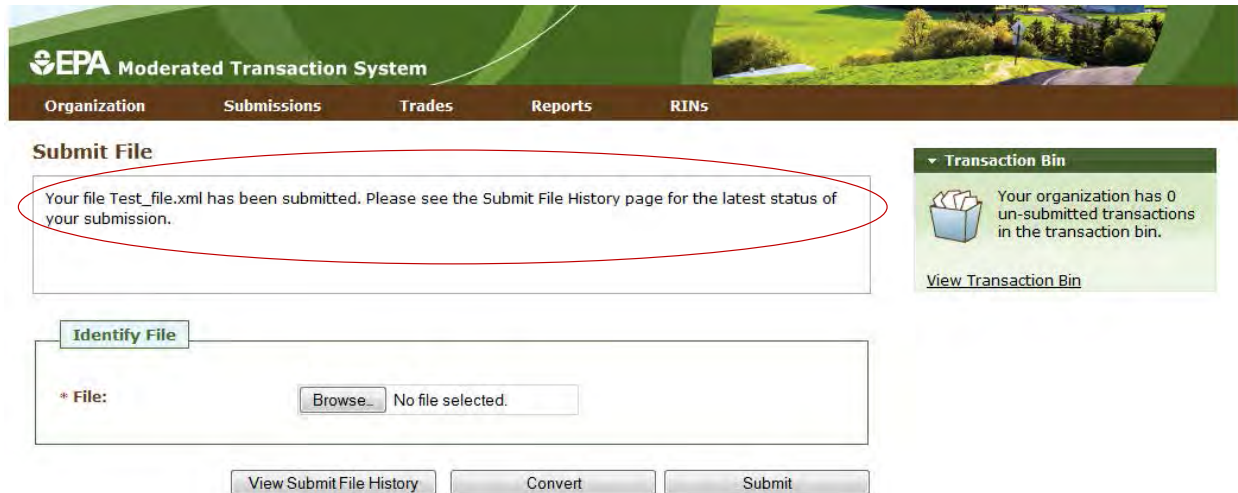 EPA Moderated Transaction System
Organization Submissions Trades Reports RINs
Submit File
Your file Test_file.xml has been submitted. Please see the Submit File History page for the latest status of
your submission.
Transaction Bin
Your organization has 0
un-submitted transactions
in the transaction bin.
View Transaction Bin
Identify File
* File:
Browse... No file selected.
View Submit File History Convert Submit